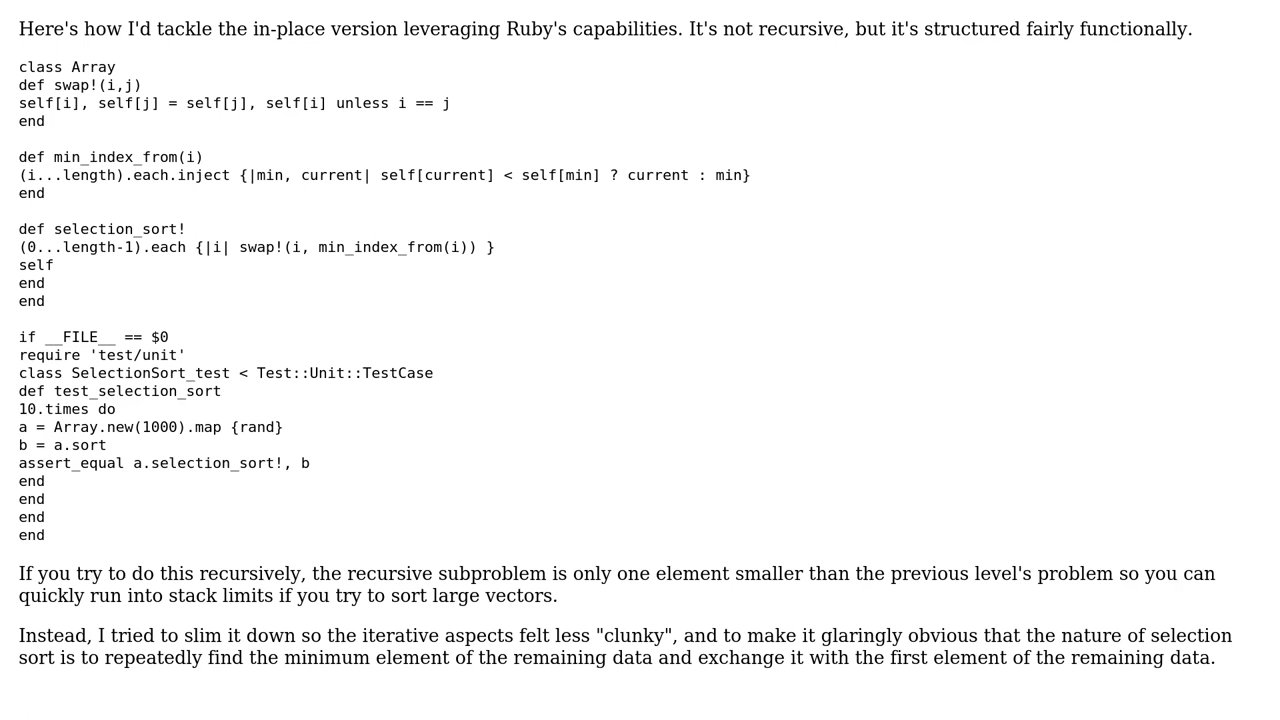 Here's how I'd tackle the in-place version leveraging Ruby's capabilities. It's not recursive, but it's structured fairly functionally.
class Array
def swap!(i,j)
self[i], self[j] = self[j], self[i] unless i == j
end
def min_index_from(i)
(i...length).each.inject {|min, current| self[current] < self[min] ? current : min}
end
def selection_sort!
(0...length-1).each {|i| swap!(i, min_index_from(i)) }
self
end
end
if __FILE__ == $0
require 'test/unit'
class SelectionSort_test < Test::Unit::TestCase
def test_selection_sort
10.times do
a = Array.new(1000).map {rand}
b = a.sort
assert_equal a.selection_sort!, b
end
end
end
end
If you try to do this recursively, the recursive subproblem is only one element smaller than the previous level's problem so you can
quickly run into stack limits if you try to sort large vectors.
Instead, I tried to slim it down so the iterative aspects felt less "clunky", and to make it glaringly obvious that the nature of selection
sort is to repeatedly find the minimum element of the remaining data and exchange it with the first element of the remaining data.